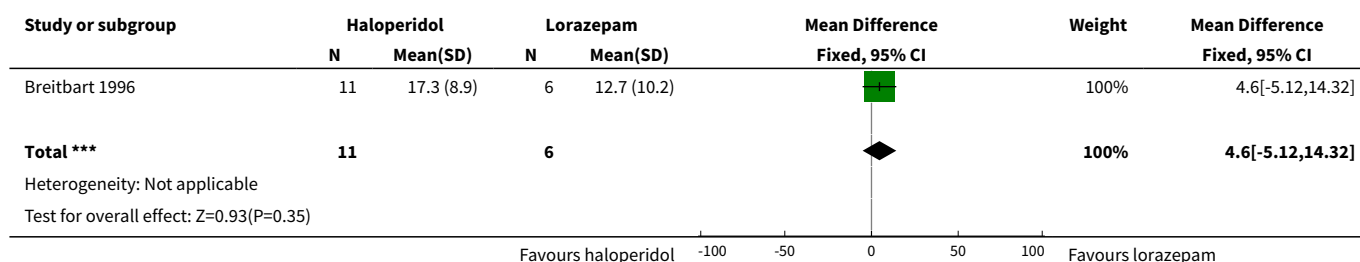 Study or subgroup Haloperidol Lorazepam Mean Difference Weight Mean Difference
N Mean(SD) N Mean(SD) Fixed, 95% CI Fixed, 95% CI
Breitbart 1996 11 17.3 (8.9) 6 12.7 (10.2) 100% 4.6[-5.12,14.32]
Total *** 11 6 100% 4.6[-5.12,14.32]
Heterogeneity: Not applicable
Test for overall effect: Z=0.93(P=0.35)
Favours haloperidol -100 -50 0 50 100 Favours lorazepam